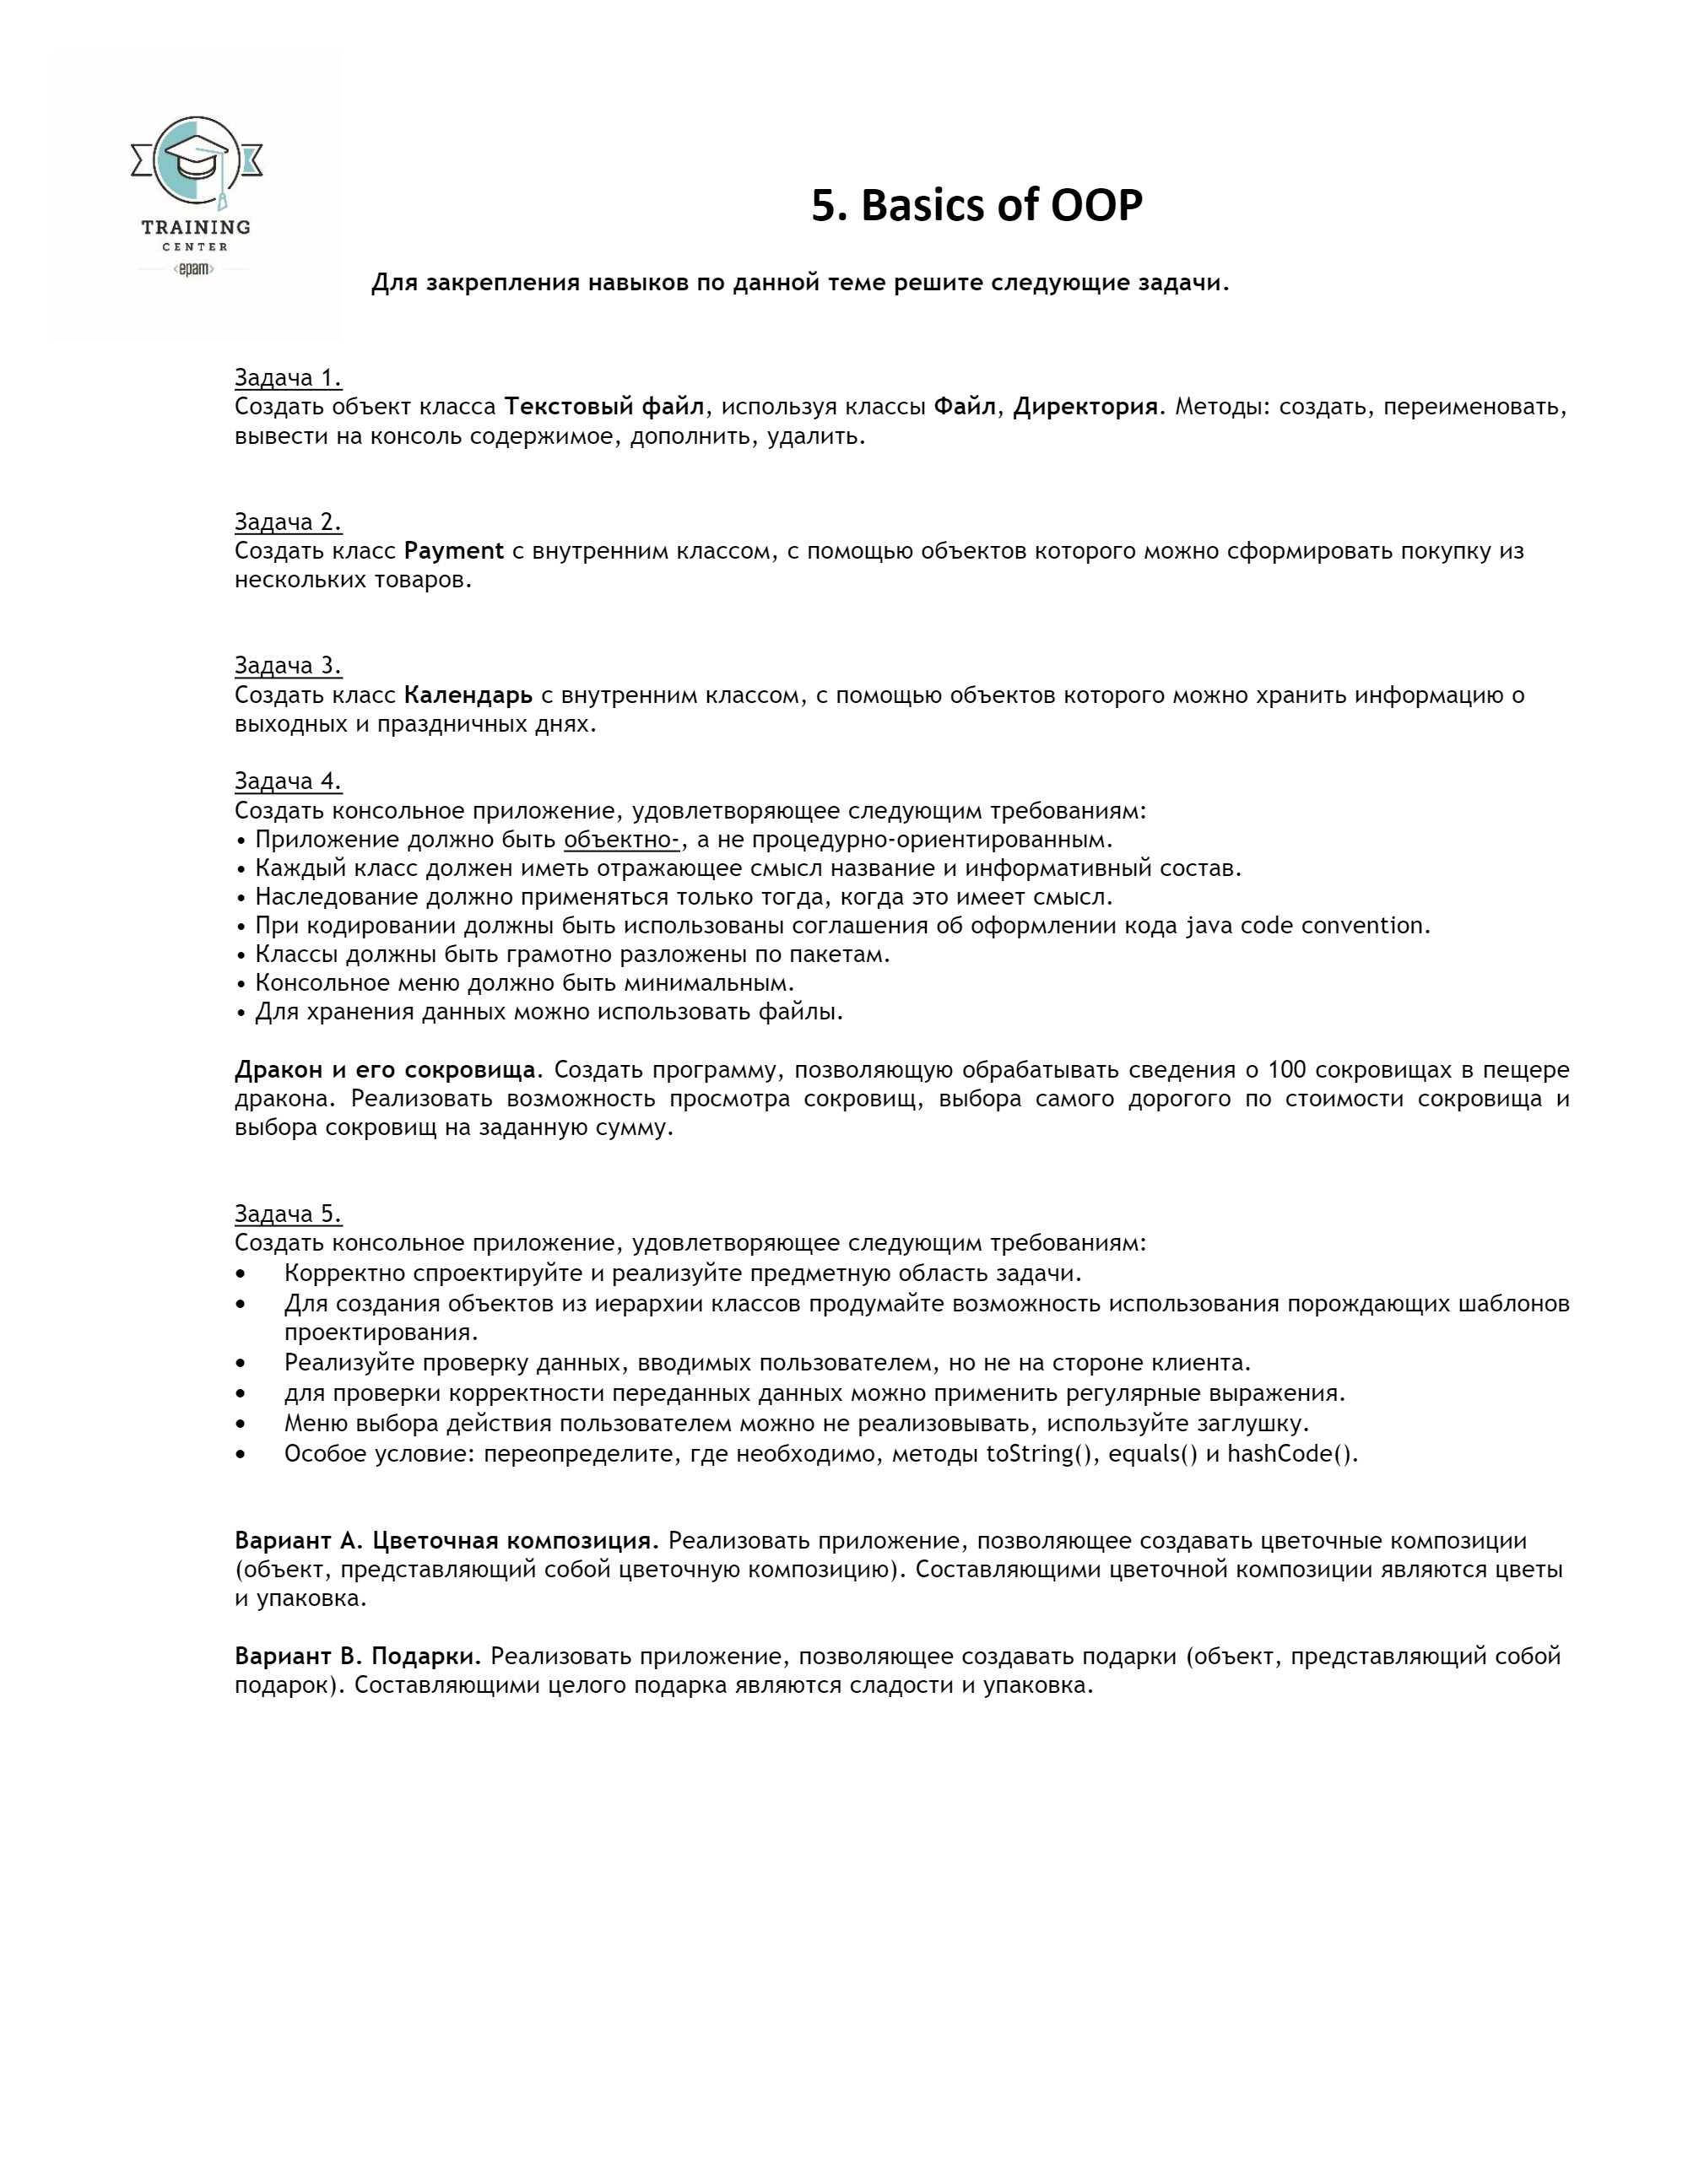 TRAINING
CENTER
<epam>
5. Basics of OOP
Для закрепления навыков по данной теме решите следующие задачи.
Задача 1.
Создать объект класса Текстовый файл, используя классы Файл, Директория. Методы: создать, переименовать,
вывести на консоль содержимое, дополнить, удалить.
Задача 2.
Создать класс Payment с внутренним классом, с помощью объектов которого можно сформировать покупку из
нескольких товаров.
Задача 3.
Создать класс Календарь с внутренним классом, с помощью объектов которого можно хранить информацию о
выходных и праздничных днях.
Задача 4.
Создать консольное приложение, удовлетворяющее следующим требованиям:
• Приложение должно быть объектно-, а не процедурно-ориентированным.
• Каждый класс должен иметь отражающее смысл название и информативный состав.
• Наследование должно применяться только тогда, когда это имеет смысл.
• При кодировании должны быть использованы соглашения об оформлении кода java code convention.
• Классы должны быть грамотно разложены по пакетам.
• Консольное меню должно быть минимальным.
• Для хранения данных можно использовать файлы.
Дракон и его сокровища. Создать программу, позволяющую обрабатывать сведения о 100 сокровищах в пещере
дракона. Реализовать возможность просмотра сокровищ, выбора самого дорогого по стоимости сокровища и
выбора сокровищ на заданную сумму.
Задача 5.
Создать консольное приложение, удовлетворяющее следующим требованиям:
• Корректно спроектируйте и реализуйте предметную область задачи.
• Для создания объектов из иерархии классов продумайте возможность использования порождающих шаблонов
проектирования.
• Реализуйте проверку данных, вводимых пользователем, но не на стороне клиента.
• для проверки корректности переданных данных можно применить регулярные выражения.
• Меню выбора действия пользователем можно не реализовывать, используйте заглушку.
• Особое условие: переопределите, где необходимо, методы toString(), equals() и hashCode().
Вариант A. Цветочная композиция. Реализовать приложение, позволяющее создавать цветочные композиции
(объект, представляющий собой цветочную композицию). Составляющими цветочной композиции являются цветы
и упаковка.
Вариант B. Подарки. Реализовать приложение, позволяющее создавать подарки (объект, представляющий собой
подарок). Составляющими целого подарка являются сладости и упаковка.